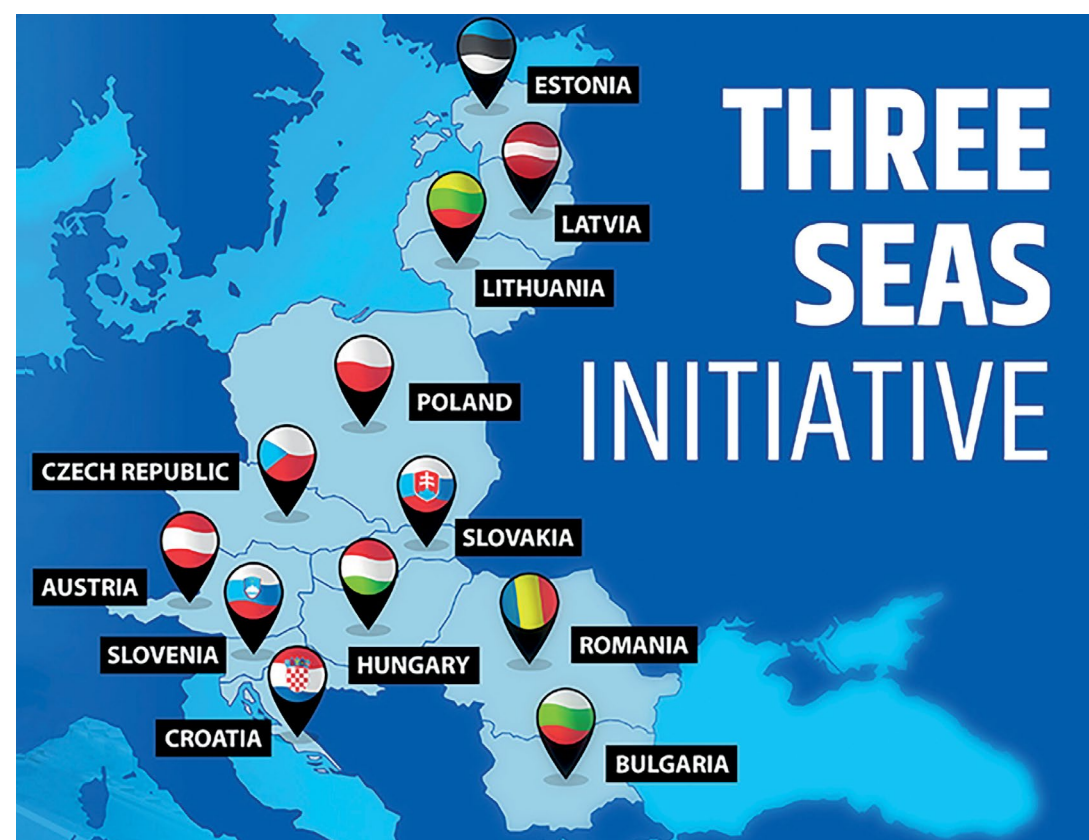 THREE
SEAS
INITIATIVE
ESTONIA
LATVIA
LITHUANIA
POLAND
CZECH REPUBLIC
SLOVAKIA
AUSTRIA
SLOVENIA
HUNGARY
ROMANIA
CROATIA
BULGARIA